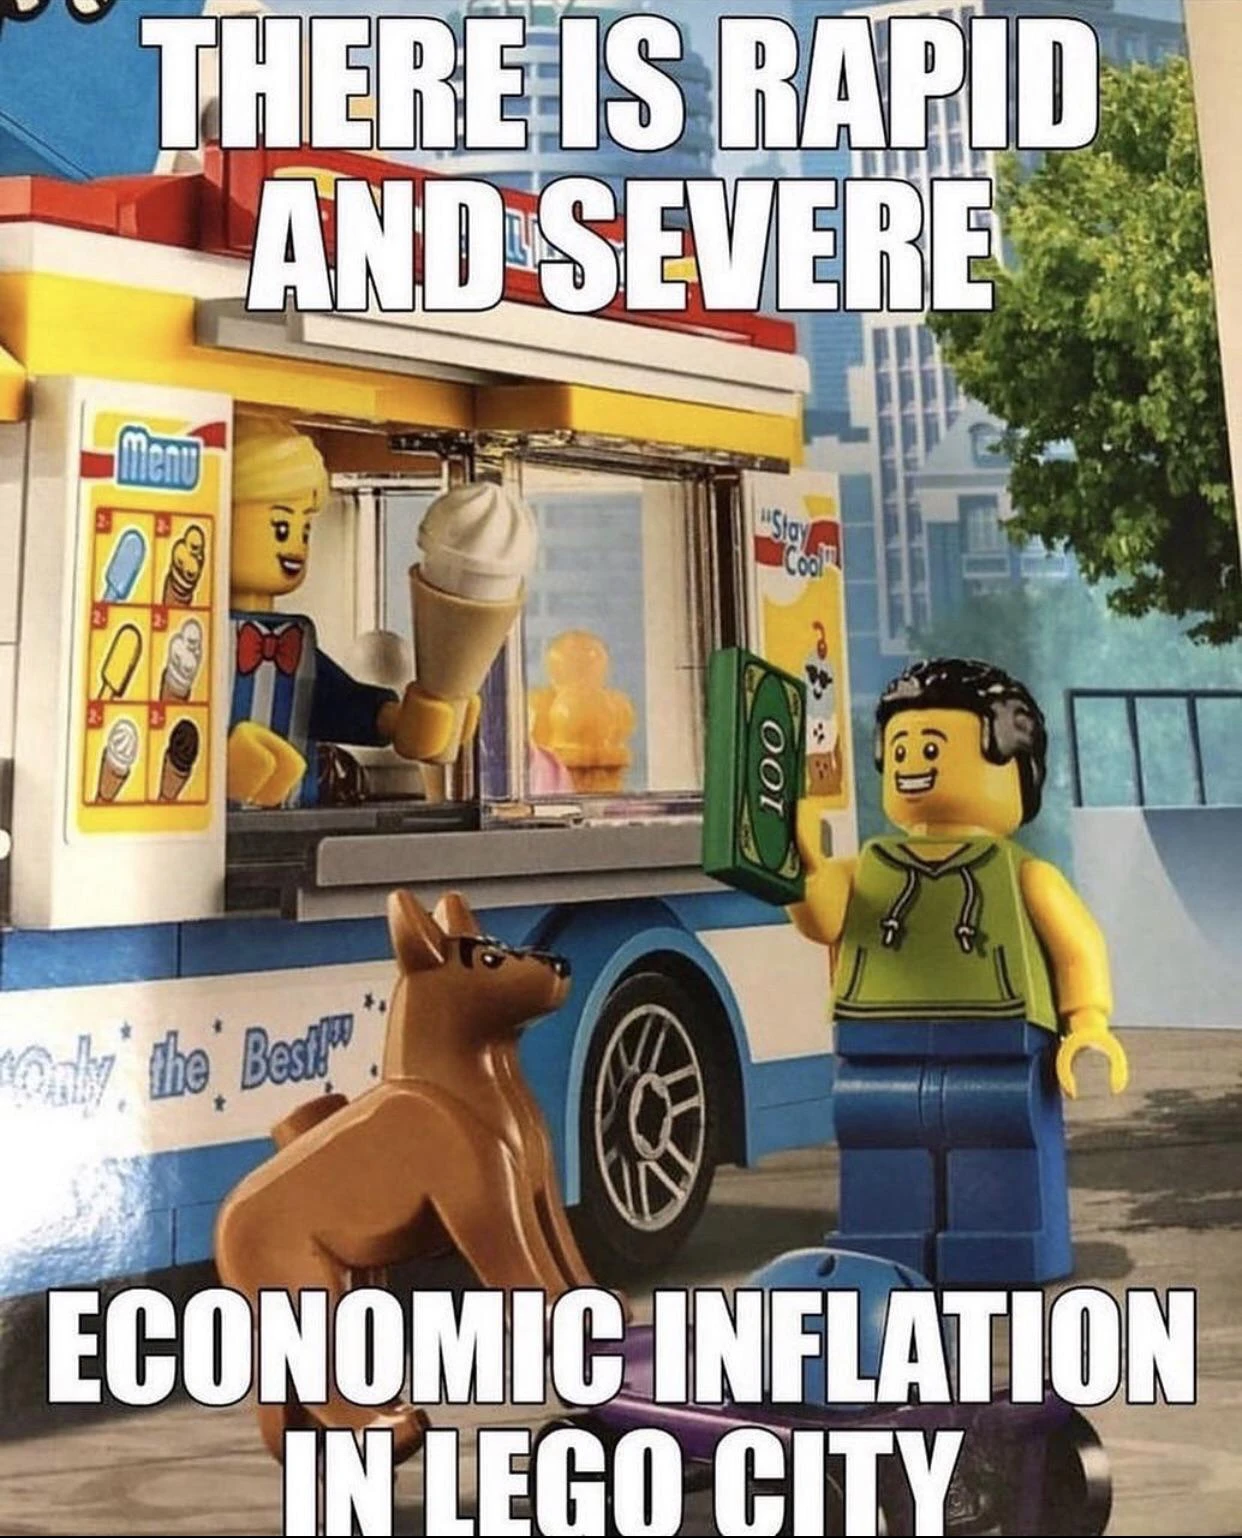 THERE IS RAPID
AND SEVERE
Menu
"Stay
Cool"
2-
2-
2-
2-
2-
2-
100
Only the Best!"
ECONOMIC INFLATION
IN LEGO CITY